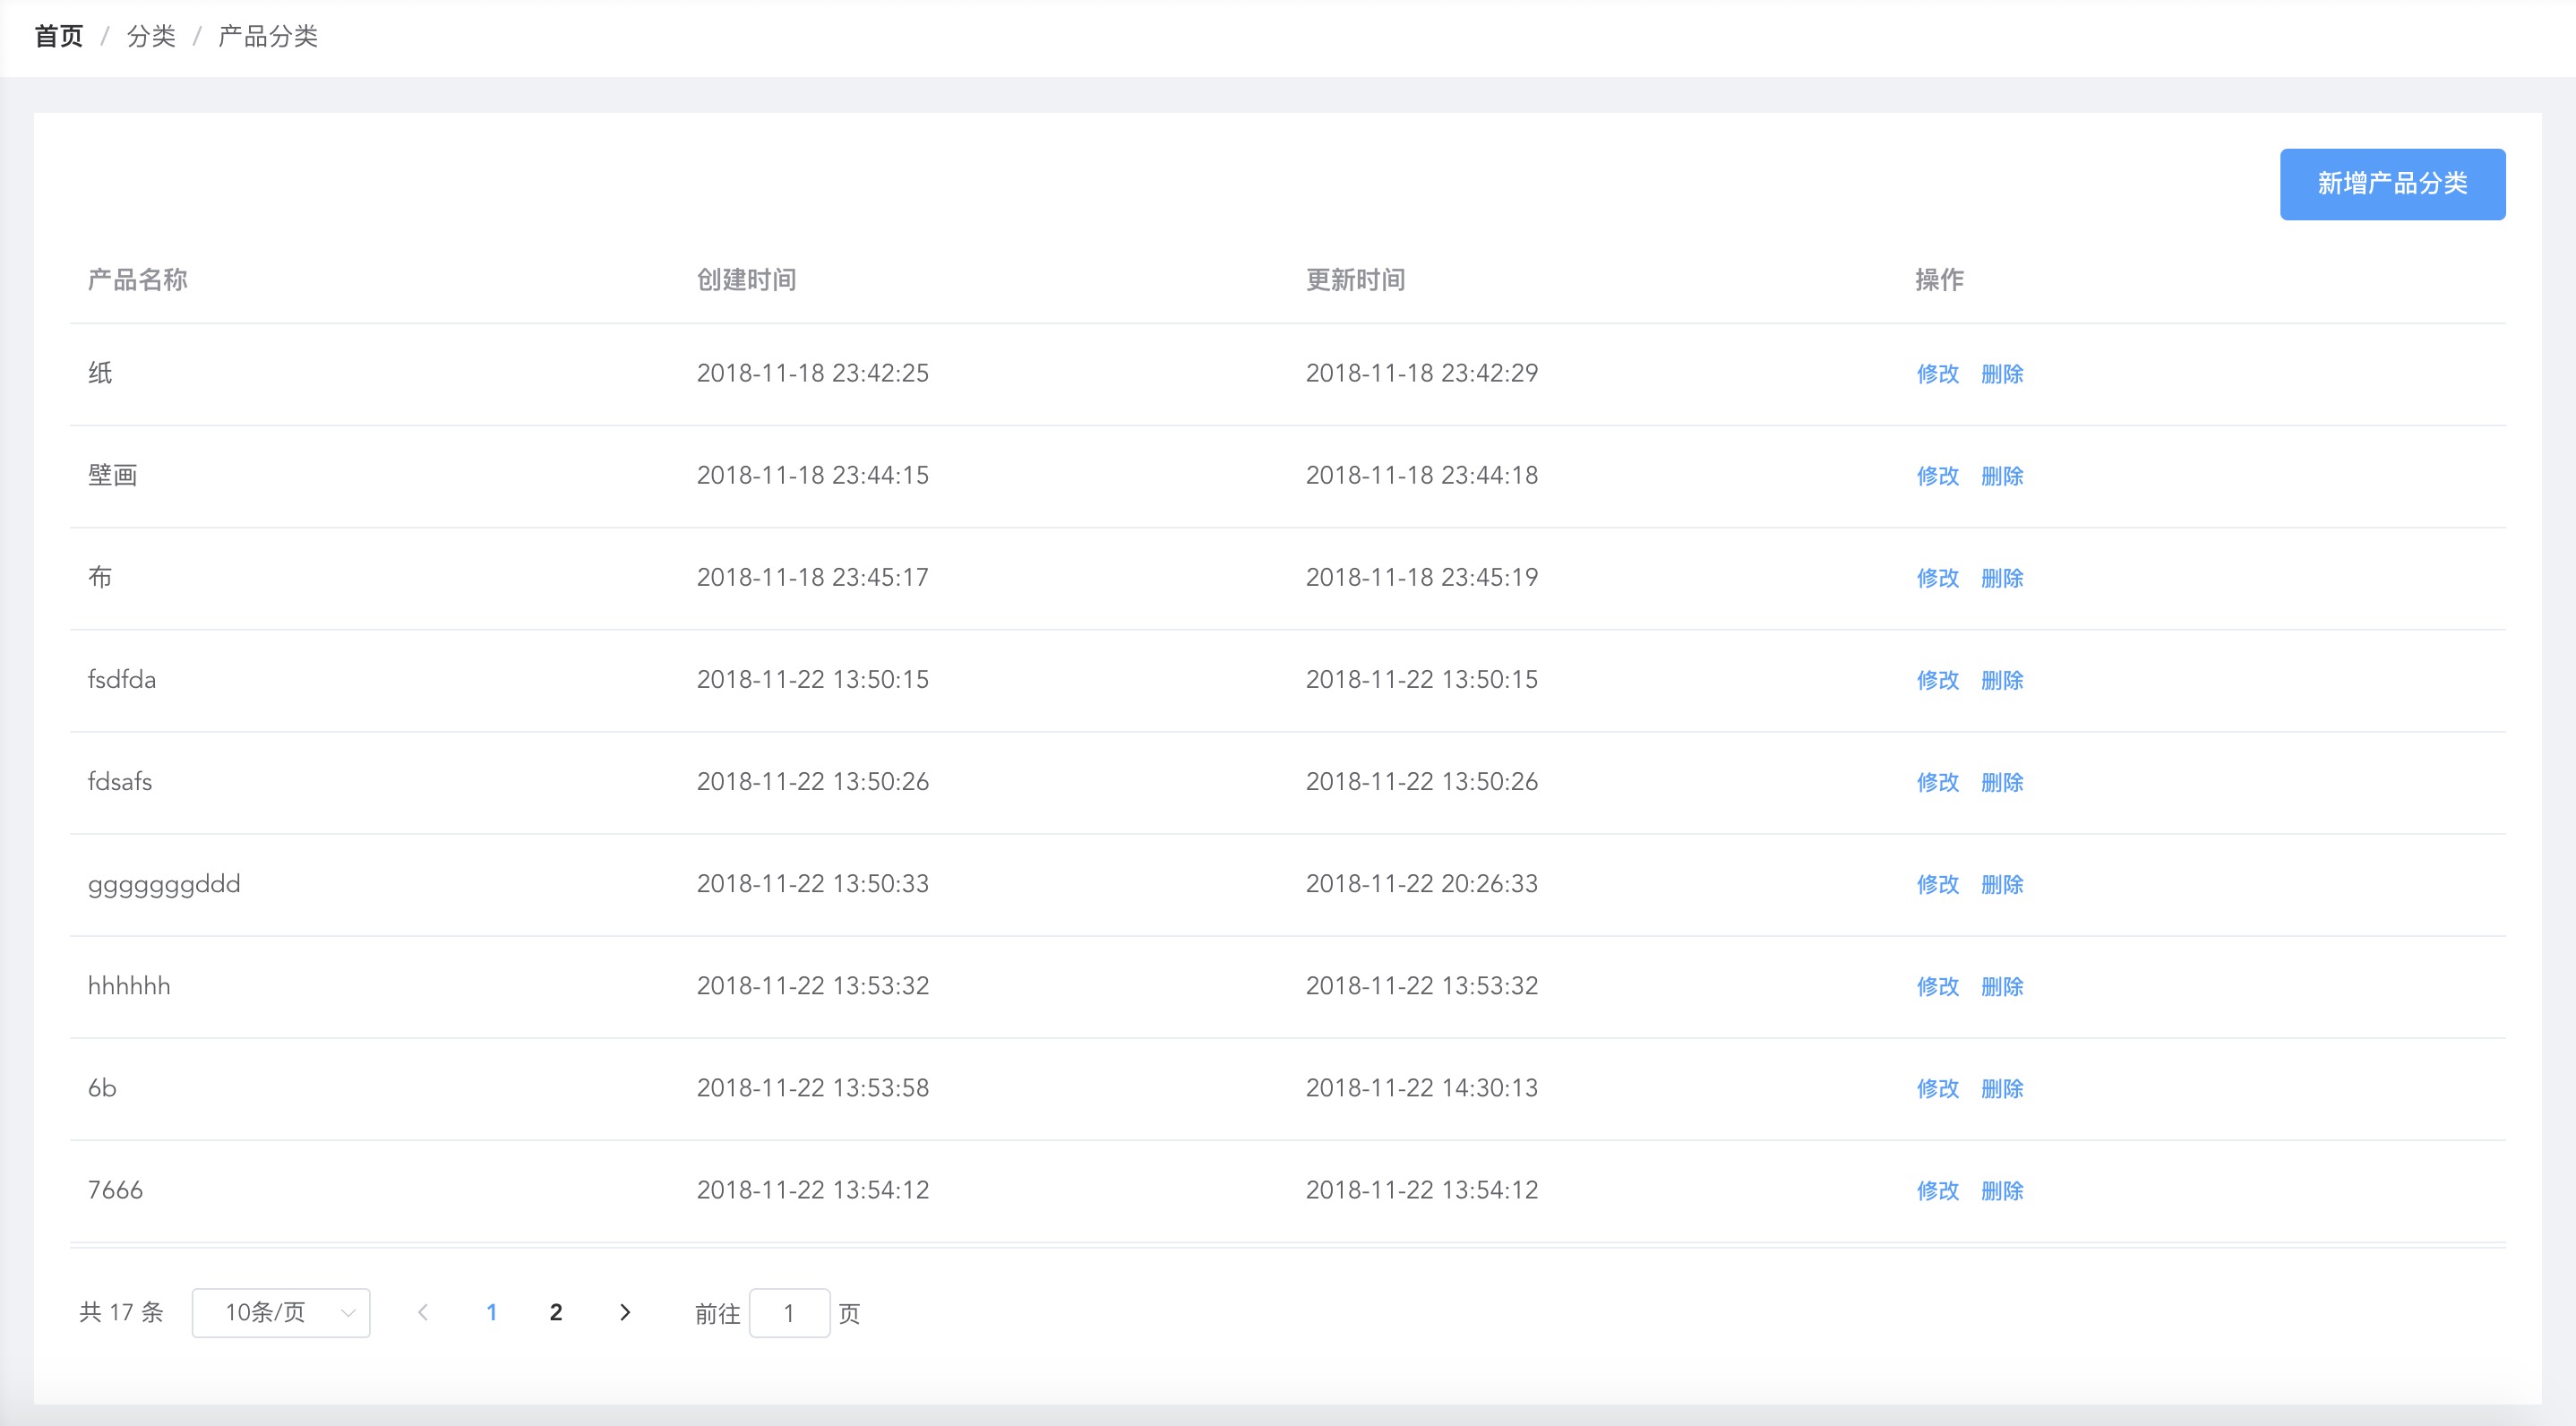 首页 / 分类 / 产品分类
新增产品分类
产品名称 创建时间 更新时间 操作
纸 2018-11-18 23:42:25 2018-11-18 23:42:29 修改 删除
壁画 2018-11-18 23:44:15 2018-11-18 23:44:18 修改 删除
布 2018-11-18 23:45:17 2018-11-18 23:45:19 修改 删除
fsdfda 2018-11-22 13:50:15 2018-11-22 13:50:15 修改 删除
fdsafs 2018-11-22 13:50:26 2018-11-22 13:50:26 修改 删除
gggggggddd 2018-11-22 13:50:33 2018-11-22 20:26:33 修改 删除
hhhhhh 2018-11-22 13:53:32 2018-11-22 13:53:32 修改 删除
6b 2018-11-22 13:53:58 2018-11-22 14:30:13 修改 删除
7666 2018-11-22 13:54:12 2018-11-22 13:54:12 修改 删除
共 17 条 10条/页 1 2 前往 1 页